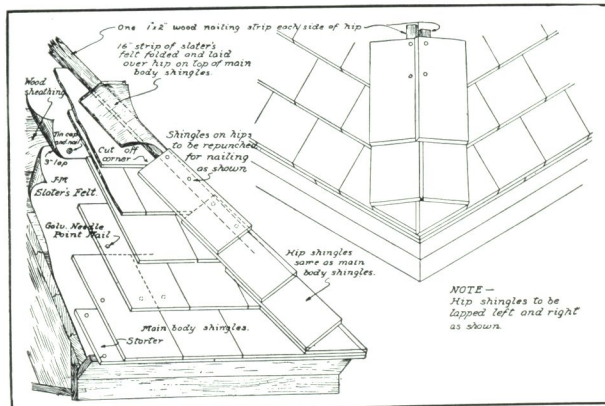 One 1"x2" wood nailing strip each side of hip
16" strip of slater's
felt folded and laid
over hip on top of main
body shingles.
Wood
sheathing
Tin cap
and nail
3" lap
J-M
Slater's Felt.
Cut off
corner
Shingles on hips
to be repunched
for nailing
as shown
Galv. Needle
Point Nail
Hip shingles
same as main
body shingles.
Main body shingles.
Starter
NOTE —
Hip shingles to be
lapped left and right
as shown.